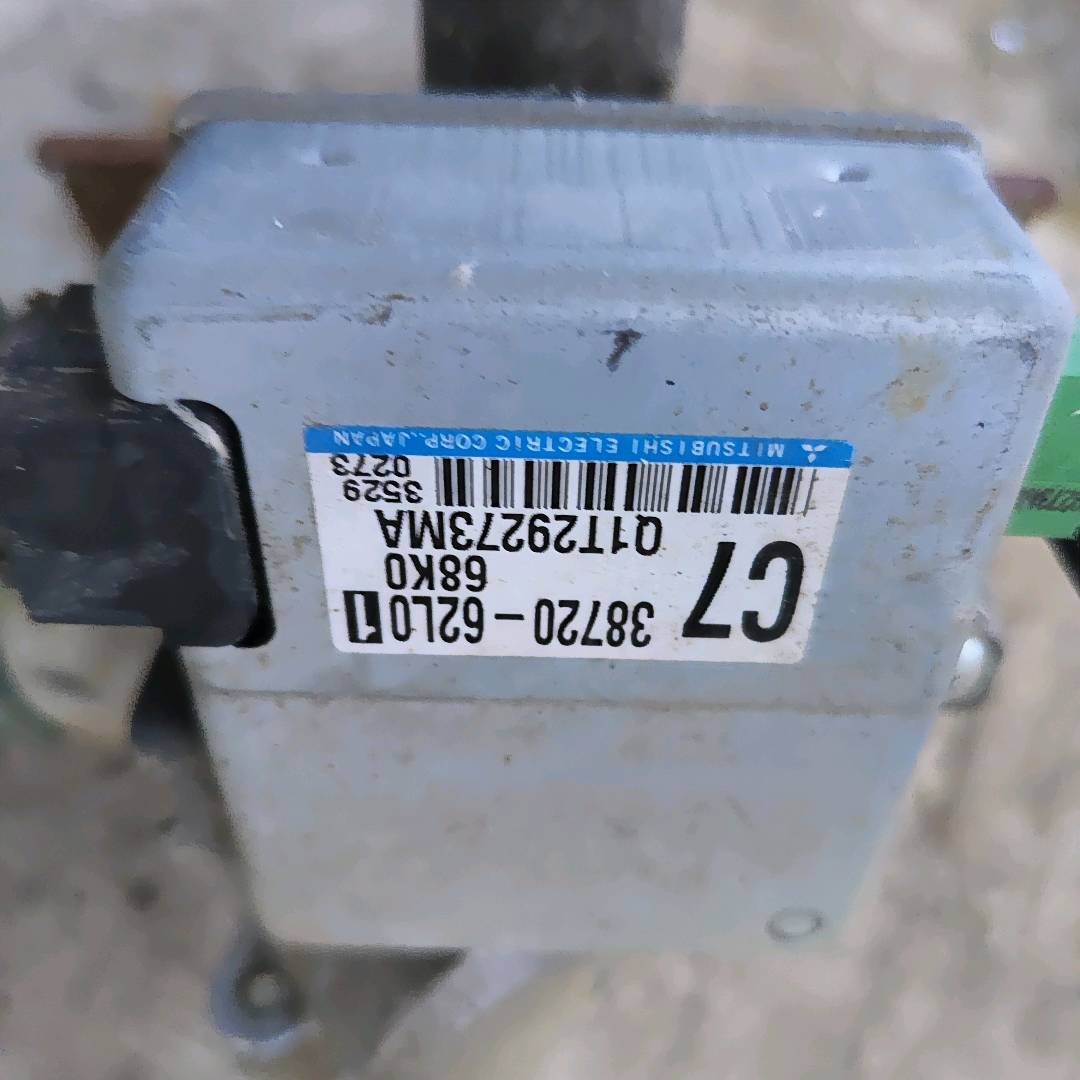 C7
38720-62L0 1
68K0
Q1T29273MA
3529
0273
MITSUBISHI ELECTRIC CORP., JAPAN